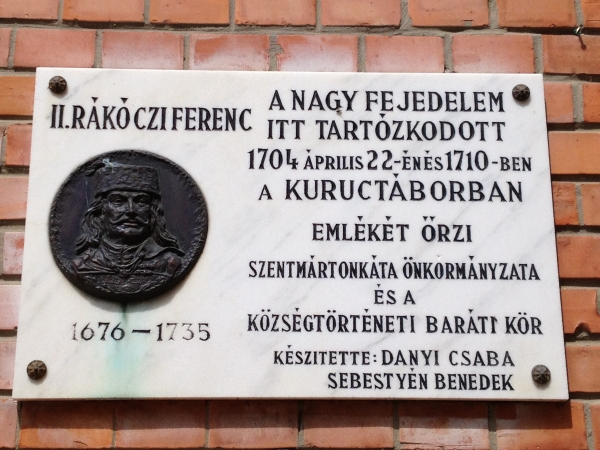 II. RÁKÓCZI FERENC
1676 – 1735
A NAGY FEJEDELEM
ITT TARTÓZKODOTT
1704 ÁPRILIS 22-ÉN ÉS 1710-BEN
A KURUCTÁBORBAN
EMLÉKÉT ŐRZI
SZENTMÁRTONKÁTA ÖNKORMÁNYZATA
ÉS A
KÖZSÉGTÖRTÉNETI BARÁTI KÖR
KÉSZITETTE: DANYI CSABA
SEBESTYÉN BENEDEK